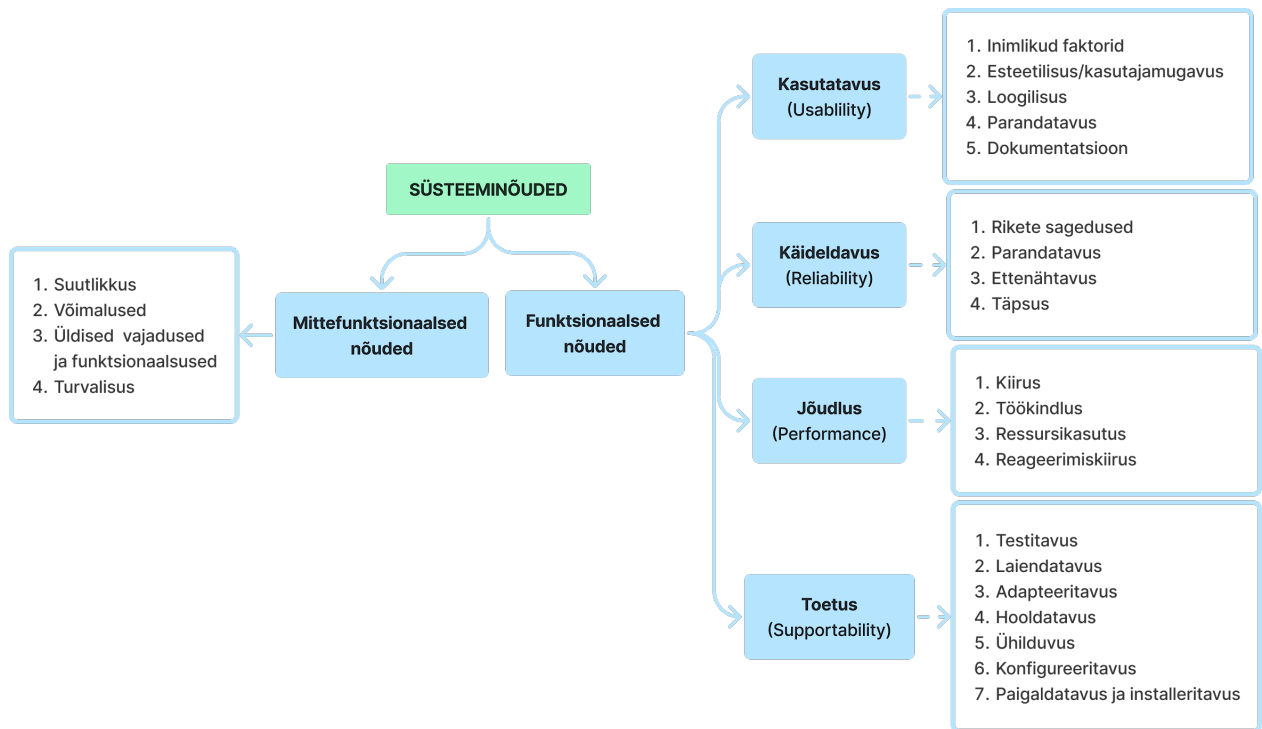 SÜSTEEMINÕUDED
1. Suutlikkus
2. Võimalused
3. Üldised vajadused
ja funktsionaalsused
4. Turvalisus
Mittefunktsionaalsed
nõuded
Funktsionaalsed
nõuded
Kasutatavus
(Usablility)
1. Inimlikud faktorid
2. Esteetilisus/kasutajamugavus
3. Loogilisus
4. Parandatavus
5. Dokumentatsioon
Käideldavus
(Reliability)
1. Rikete sagedused
2. Parandatavus
3. Ettenähtavus
4. Täpsus
Jõudlus
(Performance)
1. Kiirus
2. Töökindlus
3. Ressursikasutus
4. Reageerimiskiirus
Toetus
(Supportability)
1. Testitavus
2. Laiendatavus
3. Adapteeritavus
4. Hooldatavus
5. Ühilduvus
6. Konfigureeritavus
7. Paigaldatavus ja installeritavus